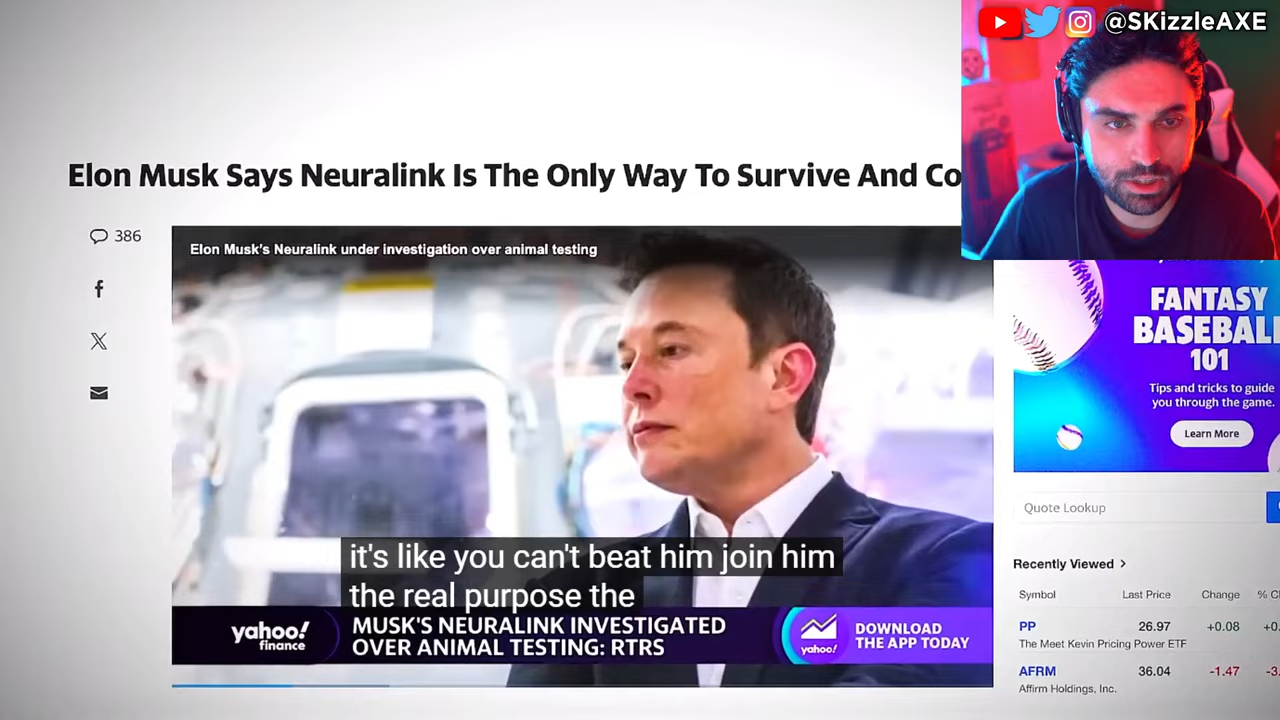 @SKizzleAXE
Elon Musk Says Neuralink Is The Only Way To Survive And Co
386
Elon Musk's Neuralink under investigation over animal testing
it's like you can't beat him join him
the real purpose the
yahoo!
finance
MUSK'S NEURALINK INVESTIGATED
OVER ANIMAL TESTING: RTRS
yahoo!
DOWNLOAD
THE APP TODAY
FANTASY
BASEBALL
101
Tips and tricks to guide
you through the game.
Learn More
Quote Lookup
Recently Viewed >
Symbol Last Price Change % C
PP 26.97 +0.08 +0.
The Meet Kevin Pricing Power ETF
AFRM 36.04 -1.47 -3.
Affirm Holdings, Inc.